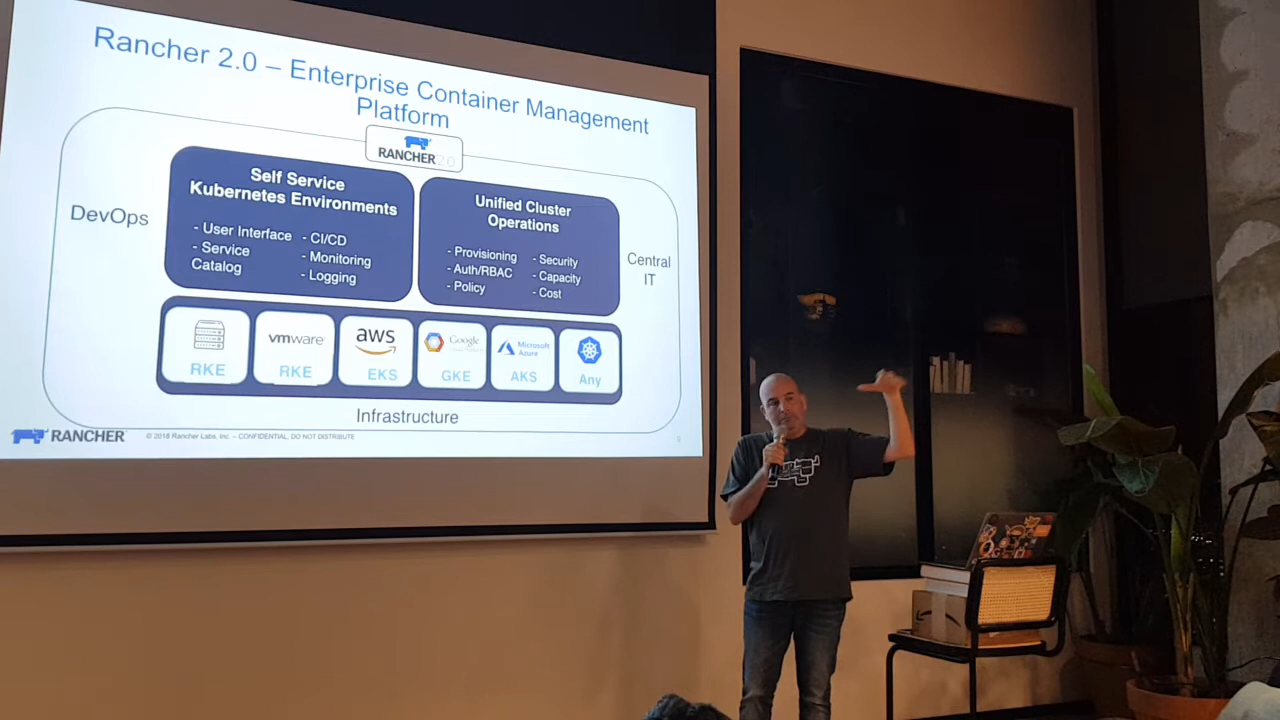 Rancher 2.0 – Enterprise Container Management
Platform
RANCHER 2.0
DevOps
Self Service
Kubernetes Environments
- User Interface
- Service
Catalog
- CI/CD
- Monitoring
- Logging
Unified Cluster
Operations
- Provisioning
- Auth/RBAC
- Policy
- Security
- Capacity
- Cost
Central
IT
RKE
vmware
RKE
aws
EKS
Google
GKE
Microsoft
Azure
AKS
Any
Infrastructure
RANCHER
© 2018 Rancher Labs, Inc. – CONFIDENTIAL, DO NOT DISTRIBUTE